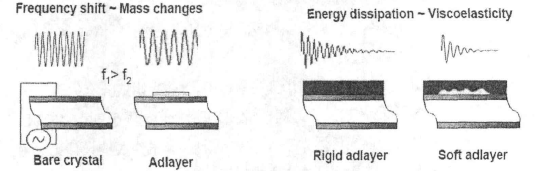 Frequency shift ~ Mass changes
Energy dissipation ~ Viscoelasticity
f₁> f₂
Bare crystal
Adlayer
Rigid adlayer
Soft adlayer